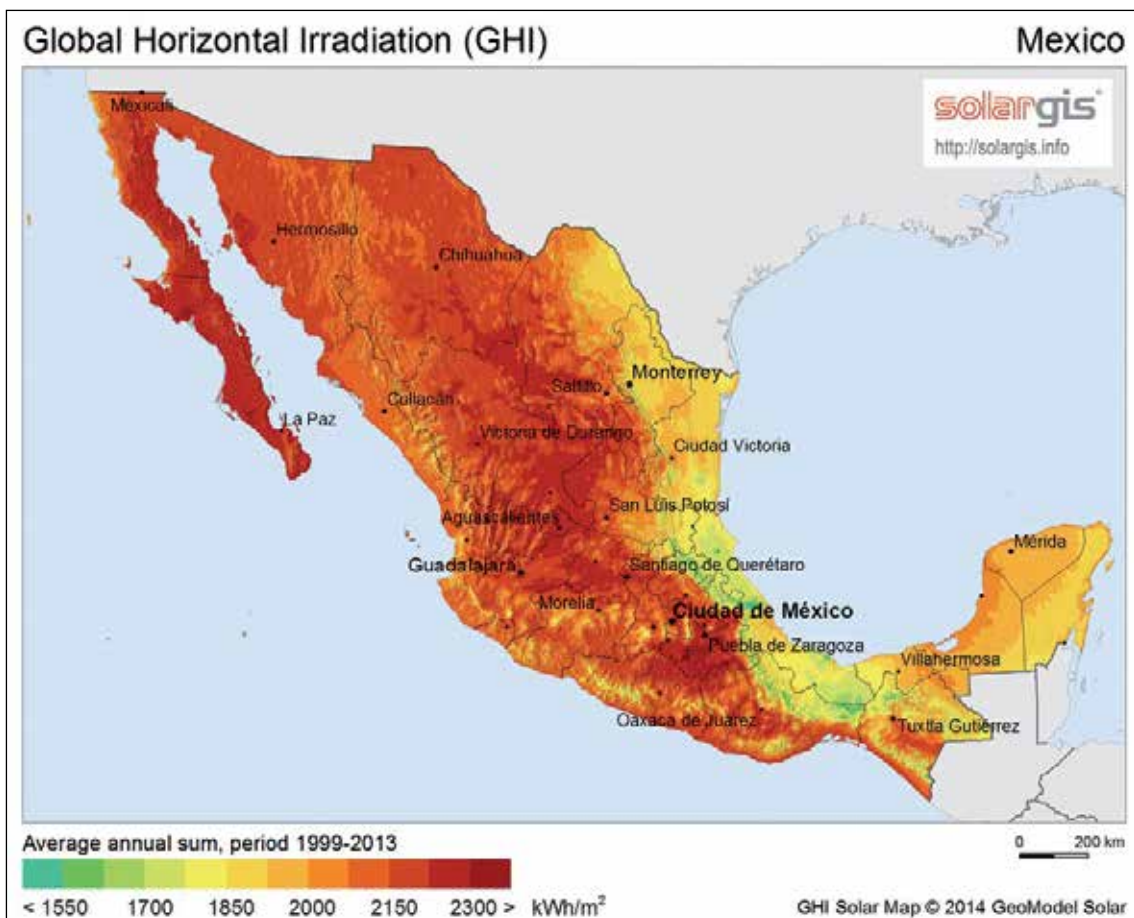 Global Horizontal Irradiation (GHI)
Mexico
solargis
http://solargis.info
Mexicali
Hermosillo
Chihuahua
Monterrey
Saltillo
Culiacán
La Paz
Victoria de Durango
Ciudad Victoria
San Luis Potosí
Aguascalientes
Mérida
Guadalajara
Santiago de Querétaro
Morelia
Ciudad de México
Puebla de Zaragoza
Villahermosa
Oaxaca de Juárez
Tuxtla Gutiérrez
Average annual sum, period 1999-2013
0 200 km
< 1550 1700 1850 2000 2150 2300 > kWh/m²
GHI Solar Map © 2014 GeoModel Solar